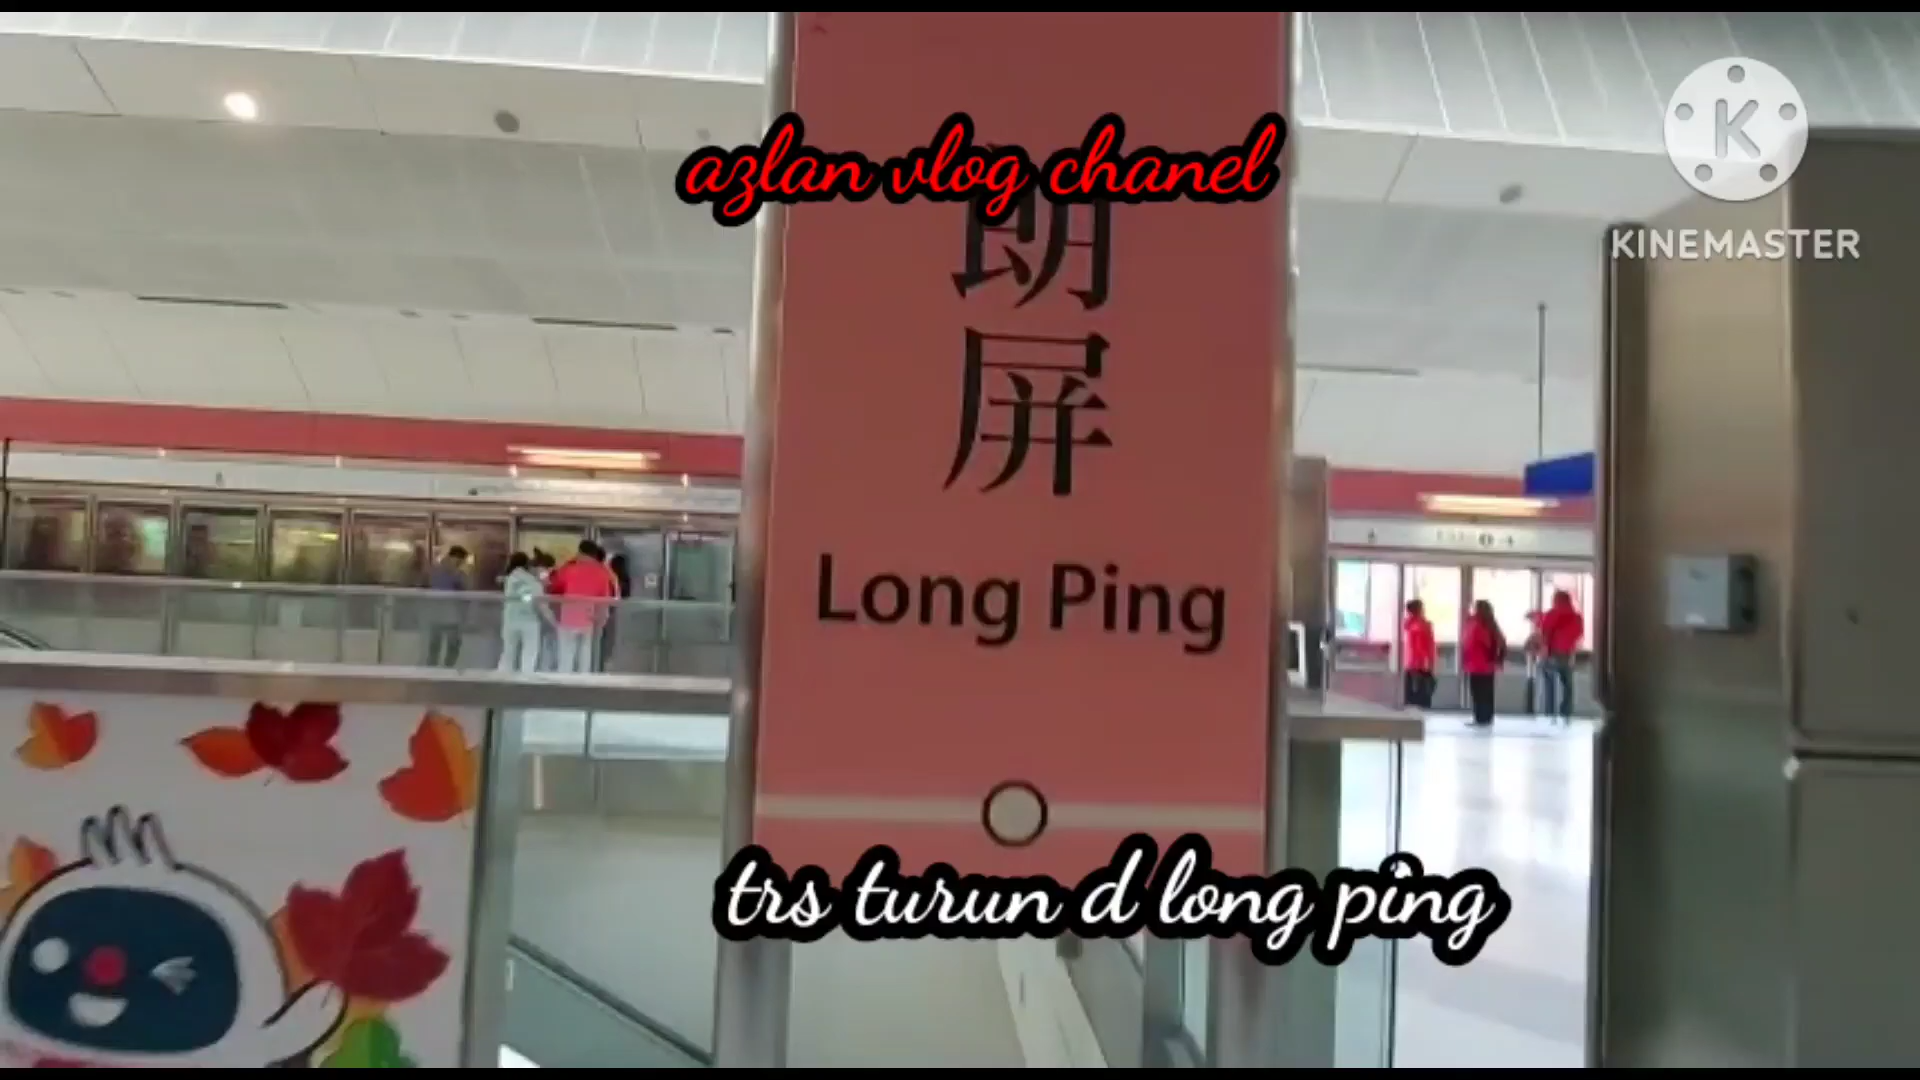 azlan vlog chanel
K
KINEMASTER
朗
屏
Long Ping
trs turun d long ping